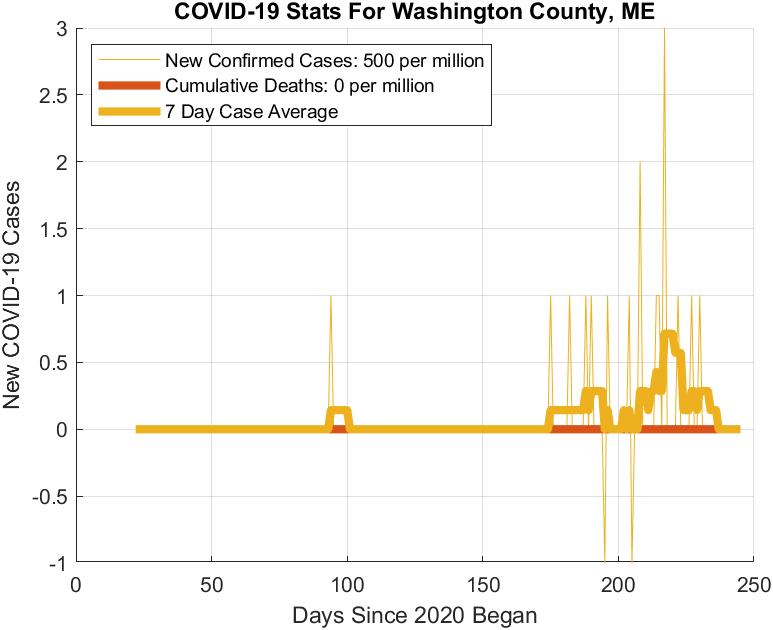 COVID-19 Stats For Washington County, ME
New Confirmed Cases: 500 per million
Cumulative Deaths: 0 per million
7 Day Case Average
New COVID-19 Cases
3
2.5
2
1.5
1
0.5
0
-0.5
-1
0 50 100 150 200 250
Days Since 2020 Began